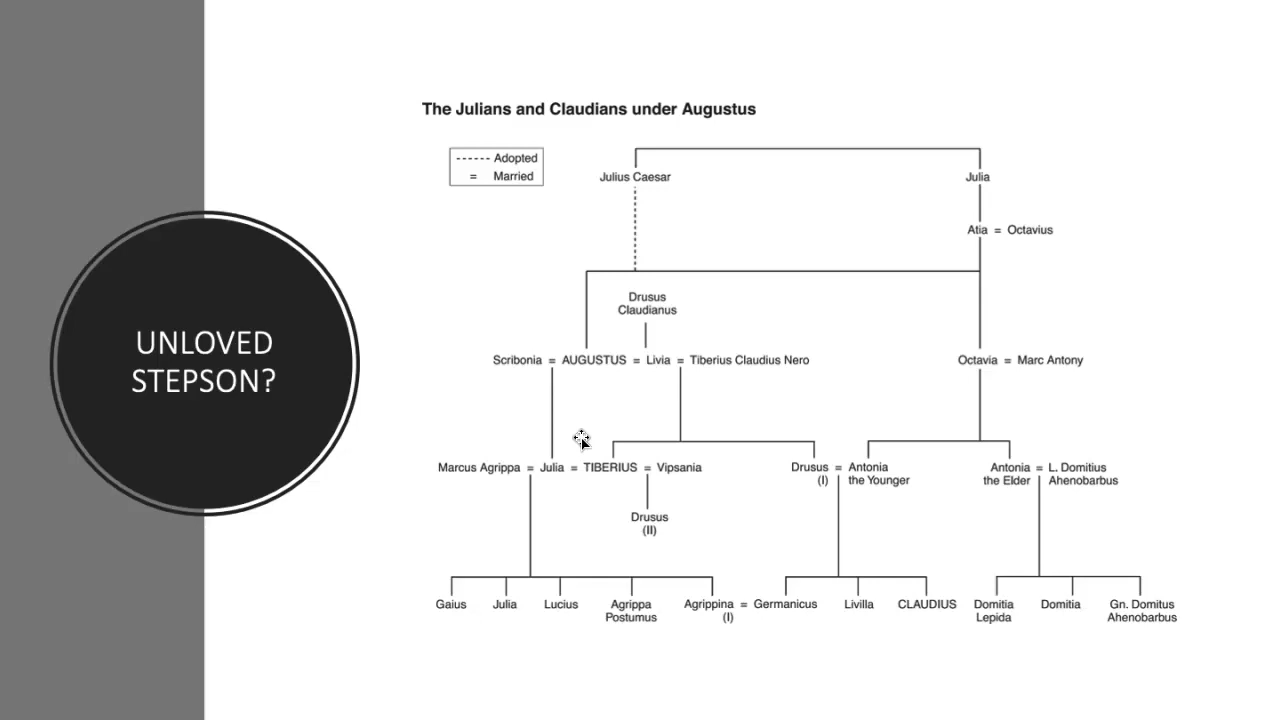 UNLOVED
STEPSON?
The Julians and Claudians under Augustus
------ Adopted
= Married
Julius Caesar
Julia
Atia = Octavius
Drusus
Claudianus
Scribonia = AUGUSTUS = Livia = Tiberius Claudius Nero
Octavia = Marc Antony
Marcus Agrippa = Julia = TIBERIUS = Vipsania
Drusus = Antonia
(I) the Younger
Antonia = L. Domitius
the Elder Ahenobarbus
Drusus
(II)
Gaius
Julia
Lucius
Agrippa
Postumus
Agrippina = Germanicus
(I)
Livilla
CLAUDIUS
Domitia
Lepida
Domitia
Gn. Domitus
Ahenobarbus